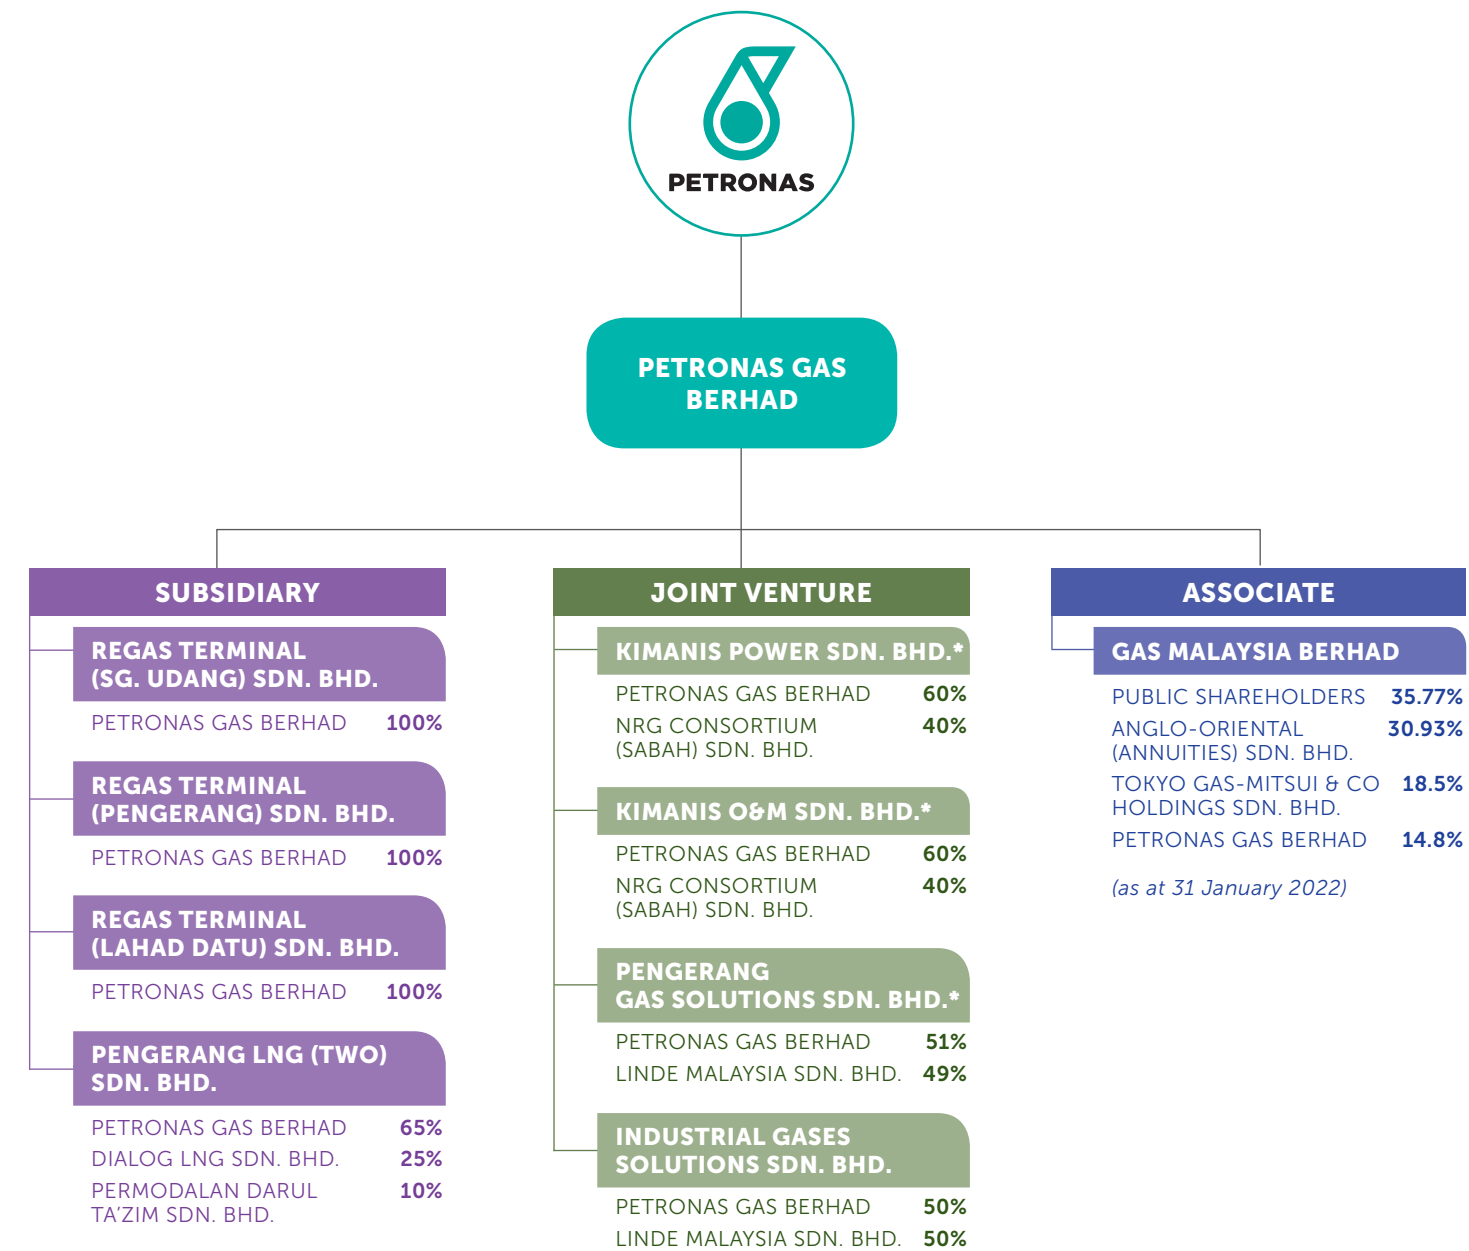 PETRONAS
PETRONAS GAS
BERHAD
SUBSIDIARY
REGAS TERMINAL
(SG. UDANG) SDN. BHD.
PETRONAS GAS BERHAD 100%
REGAS TERMINAL
(PENGERANG) SDN. BHD.
PETRONAS GAS BERHAD 100%
REGAS TERMINAL
(LAHAD DATU) SDN. BHD.
PETRONAS GAS BERHAD 100%
PENGERANG LNG (TWO)
SDN. BHD.
PETRONAS GAS BERHAD 65%
DIALOG LNG SDN. BHD. 25%
PERMODALAN DARUL 10%
TA’ZIM SDN. BHD.
JOINT VENTURE
KIMANIS POWER SDN. BHD.*
PETRONAS GAS BERHAD 60%
NRG CONSORTIUM 40%
(SABAH) SDN. BHD.
KIMANIS O&M SDN. BHD.*
PETRONAS GAS BERHAD 60%
NRG CONSORTIUM 40%
(SABAH) SDN. BHD.
PENGERANG
GAS SOLUTIONS SDN. BHD.*
PETRONAS GAS BERHAD 51%
LINDE MALAYSIA SDN. BHD. 49%
INDUSTRIAL GASES
SOLUTIONS SDN. BHD.
PETRONAS GAS BERHAD 50%
LINDE MALAYSIA SDN. BHD. 50%
ASSOCIATE
GAS MALAYSIA BERHAD
PUBLIC SHAREHOLDERS 35.77%
ANGLO-ORIENTAL 30.93%
(ANNUITIES) SDN. BHD.
TOKYO GAS-MITSUI & CO 18.5%
HOLDINGS SDN. BHD.
PETRONAS GAS BERHAD 14.8%
(as at 31 January 2022)